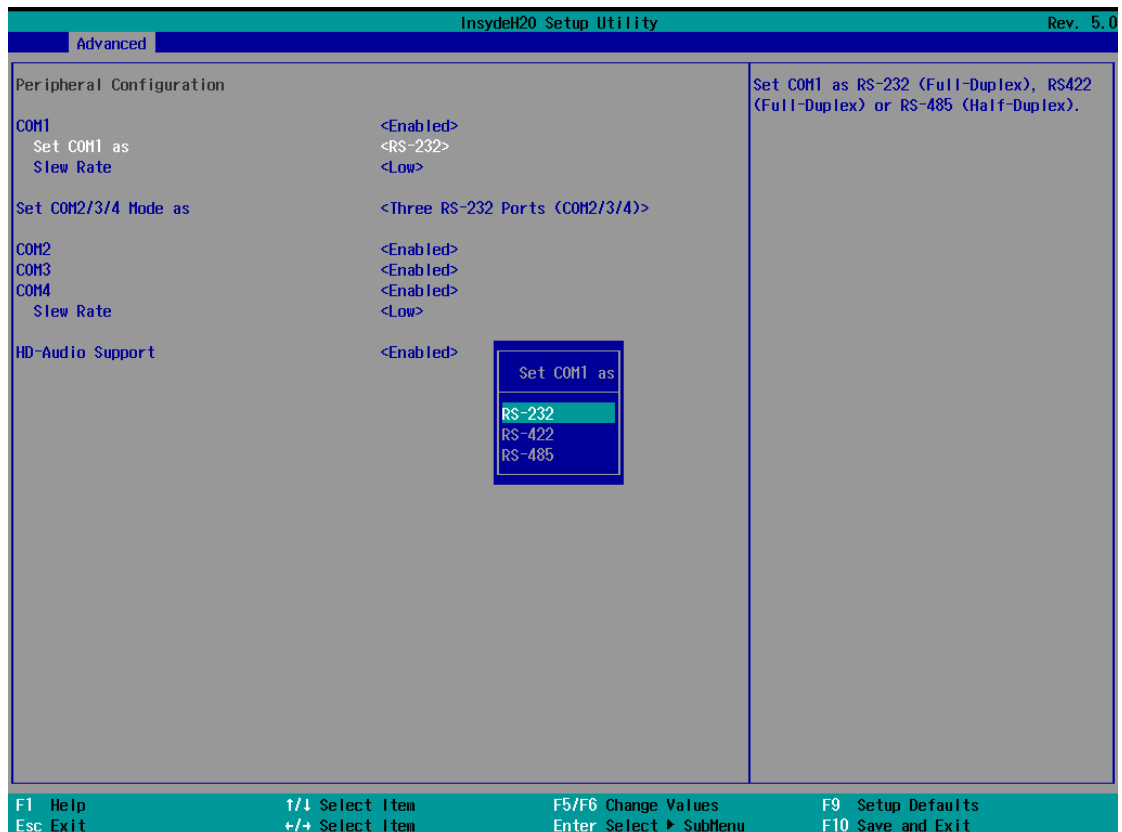 InsydeH20 Setup Utility Rev. 5.0
Advanced
Peripheral Configuration
Set COM1 as RS-232 (Full-Duplex), RS422
(Full-Duplex) or RS-485 (Half-Duplex).
COM1 <Enabled>
Set COM1 as <RS-232>
Slew Rate <Low>
Set COM2/3/4 Mode as <Three RS-232 Ports (COM2/3/4)>
COM2 <Enabled>
COM3 <Enabled>
COM4 <Enabled>
Slew Rate <Low>
HD-Audio Support <Enabled>
Set COM1 as
RS-232
RS-422
RS-485
F1 Help ↑/↓ Select Item F5/F6 Change Values F9 Setup Defaults
Esc Exit ←/→ Select Item Enter Select ▶ SubMenu F10 Save and Exit